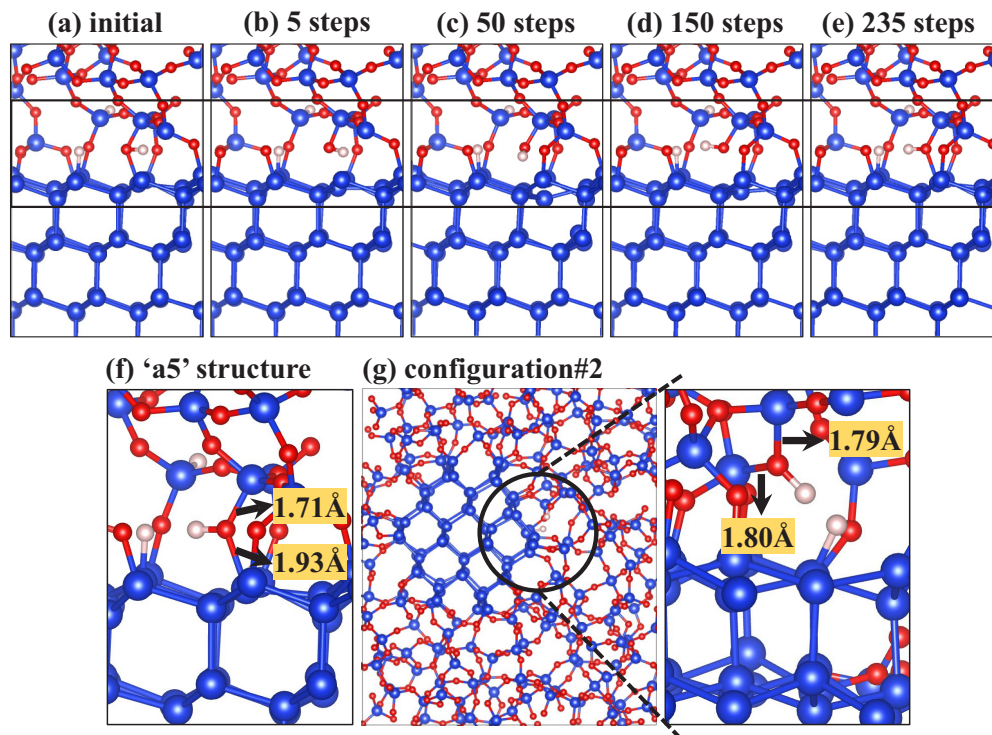 (a) initial
(b) 5 steps
(c) 50 steps
(d) 150 steps
(e) 235 steps
(f) ‘a5’ structure
(g) configuration#2
1.71Å
1.93Å
1.79Å
1.80Å